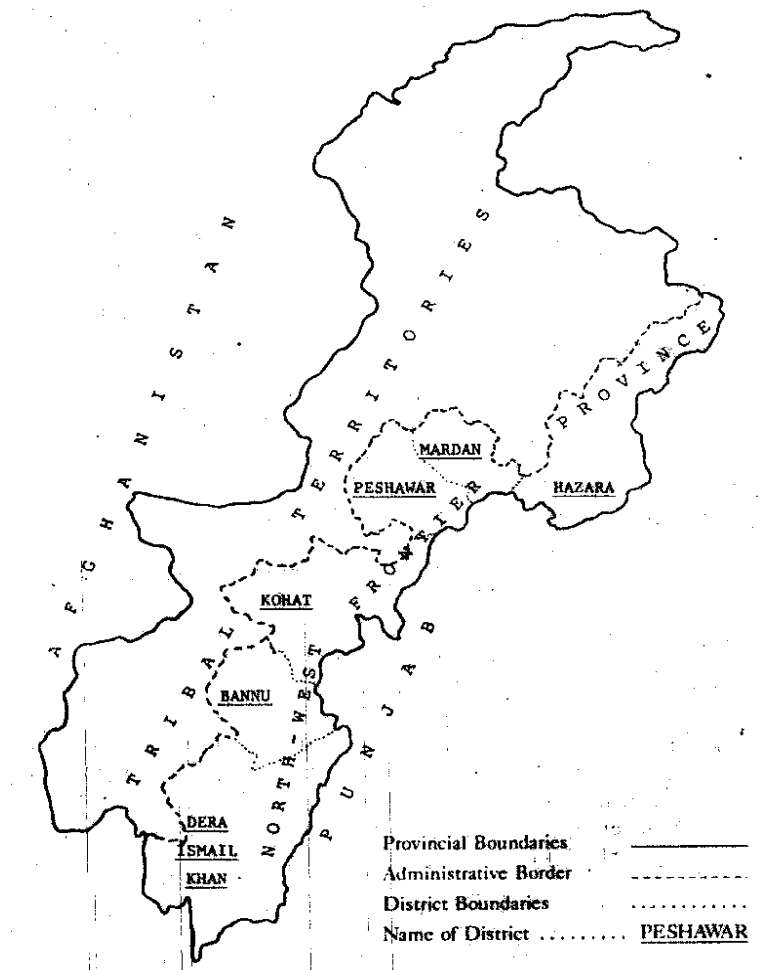 AFGHANISTAN
TRIBAL TERRITORIES
NORTH-WEST FRONTIER PROVINCE
PUNJAB
MARDAN
PESHAWAR
HAZARA
KOHAT
BANNU
DERA
ISMAIL
KHAN
Provincial Boundaries
Administrative Border
District Boundaries
Name of District ........ PESHAWAR